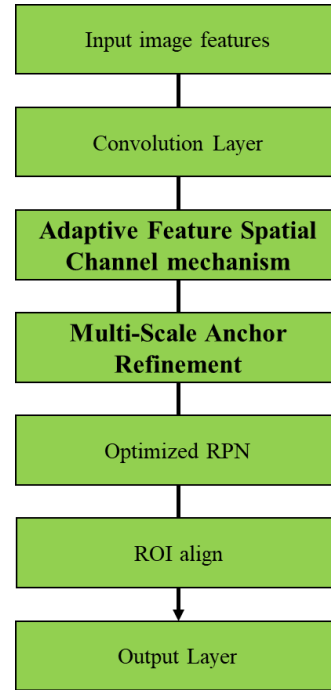 Input image features
Convolution Layer
Adaptive Feature Spatial
Channel mechanism
Multi-Scale Anchor
Refinement
Optimized RPN
ROI align
Output Layer